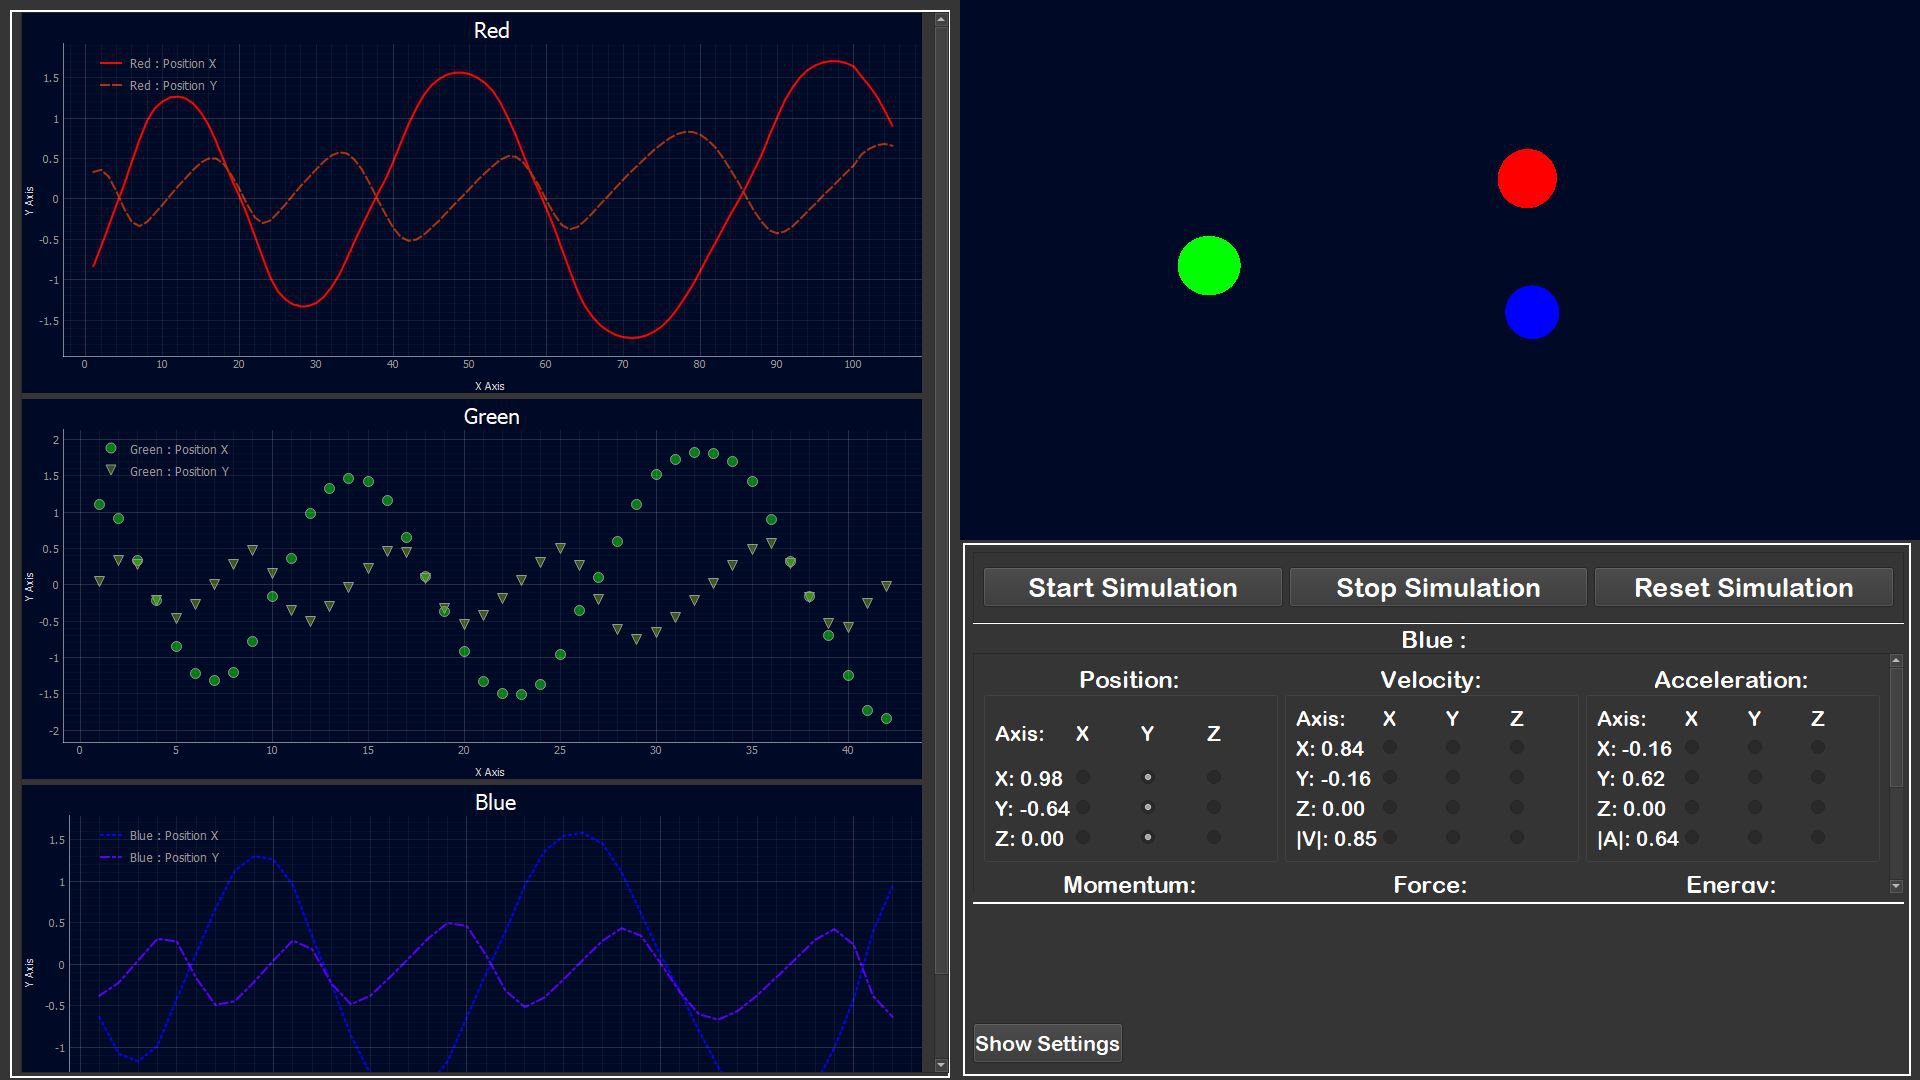 Red
Red : Position X
Red : Position Y
1.5
1
0.5
0
-0.5
-1
-1.5
Y Axis
0 10 20 30 40 50 60 70 80 90 100
X Axis
Green
Green : Position X
Green : Position Y
2
1.5
1
0.5
0
-0.5
-1
-1.5
-2
Y Axis
0 5 10 15 20 25 30 35 40
X Axis
Blue
Blue : Position X
Blue : Position Y
1.5
1
0.5
0
-0.5
-1
Y Axis
Start Simulation Stop Simulation Reset Simulation
Blue :
Position: Velocity: Acceleration:
Axis: X Y Z
X: 0.98
Y: -0.64
Z: 0.00
Axis: X Y Z
X: 0.84
Y: -0.16
Z: 0.00
|V|: 0.85
Axis: X Y Z
X: -0.16
Y: 0.62
Z: 0.00
|A|: 0.64
Momentum: Force: Energy:
Show Settings